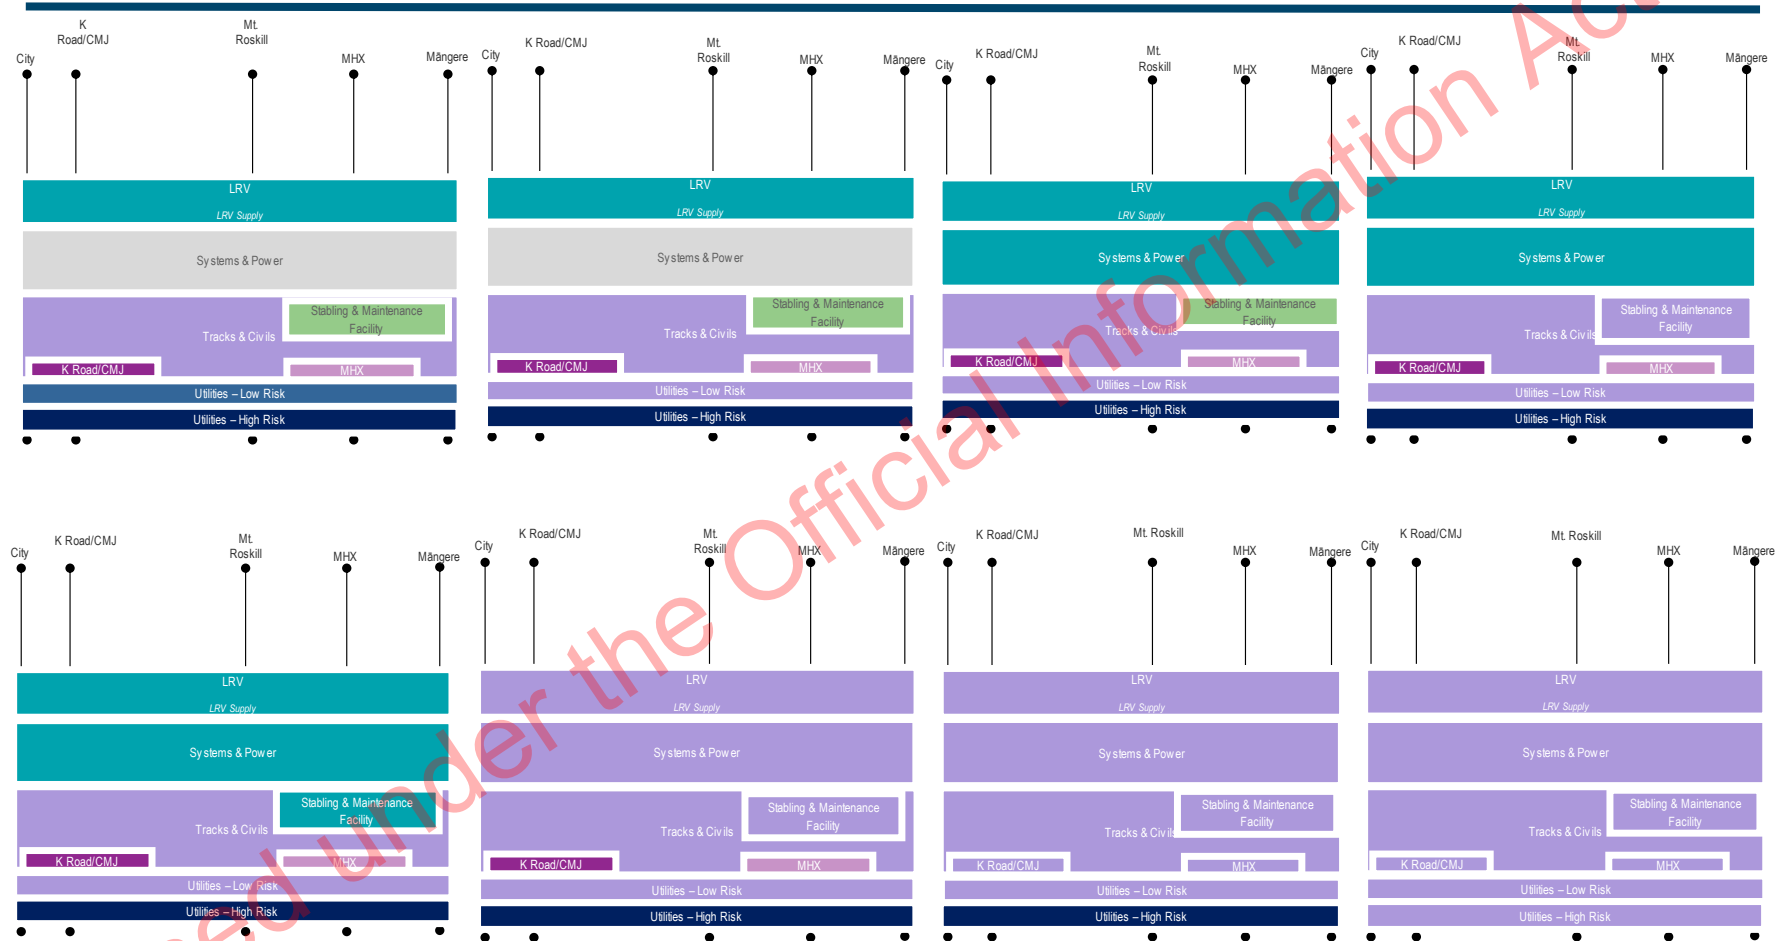 K
Road/CMJ
Mt.
Roskill
City
MHX
Māngere
LRV
LRV Supply
Systems & Power
Stabling & Maintenance
Facility
Tracks & Civils
K Road/CMJ
MHX
Utilities – Low Risk
Utilities – High Risk
K Road/CMJ
Mt.
Roskill
City
MHX
Māngere
LRV
LRV Supply
Systems & Power
Stabling & Maintenance
Facility
Tracks & Civils
K Road/CMJ
MHX
Utilities – Low Risk
Utilities – High Risk
K Road/CMJ
Mt.
Roskill
City
MHX
Māngere
LRV
LRV Supply
Systems & Power
Stabling & Maintenance
Facility
Tracks & Civils
K Road/CMJ
MHX
Utilities – Low Risk
Utilities – High Risk
K Road/CMJ
Mt.
Roskill
City
MHX
Māngere
LRV
LRV Supply
Systems & Power
Stabling & Maintenance
Facility
Tracks & Civils
K Road/CMJ
MHX
Utilities – Low Risk
Utilities – High Risk
K Road/CMJ
Mt.
Roskill
City
MHX
Māngere
LRV
LRV Supply
Systems & Power
Stabling & Maintenance
Facility
Tracks & Civils
K Road/CMJ
MHX
Utilities – Low Risk
Utilities – High Risk
K Road/CMJ
Mt.
Roskill
City
MHX
Māngere
LRV
LRV Supply
Systems & Power
Stabling & Maintenance
Facility
Tracks & Civils
K Road/CMJ
MHX
Utilities – Low Risk
Utilities – High Risk
K Road/CMJ
Mt. Roskill
City
MHX
Māngere
LRV
LRV Supply
Systems & Power
Stabling & Maintenance
Facility
Tracks & Civils
K Road/CMJ
MHX
Utilities – Low Risk
Utilities – High Risk
K Road/CMJ
Mt. Roskill
City
MHX
Māngere
LRV
LRV Supply
Systems & Power
Stabling & Maintenance
Facility
Tracks & Civils
K Road/CMJ
MHX
Utilities – Low Risk
Utilities – High Risk
ed under the Official Information Ac